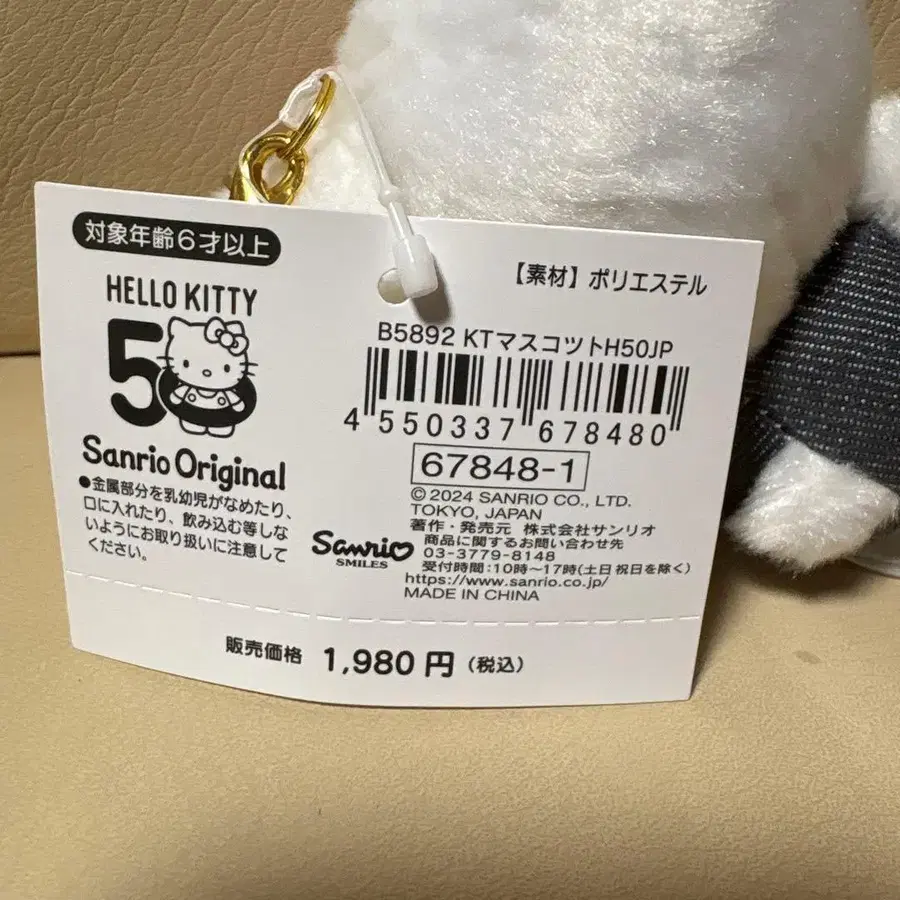 対象年齢6才以上
HELLO KITTY
50
Sanrio Original
●金属部分を乳幼児がなめたり、
口に入れたり、飲み込む等しな
いようにお取り扱いに注意して
ください。
【素材】ポリエステル
B5892 KTマスコットH50JP
4 550337 678480
67848-1
© 2024 SANRIO CO., LTD.
TOKYO, JAPAN
著作・発売元 株式会社サンリオ
商品に関するお問い合わせ先
03-3779-8148
受付時間:10時～17時(土日祝日を除く)
https://www.sanrio.co.jp/
MADE IN CHINA
Sanrio
SMILES
販売価格 1,980円(税込)